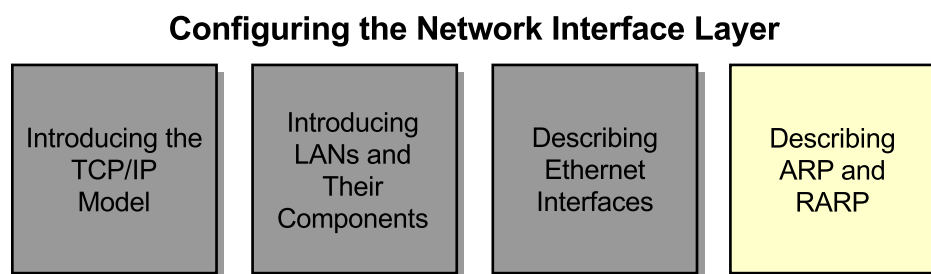 Configuring the Network Interface Layer
Introducing the
TCP/IP
Model
Introducing
LANs and
Their
Components
Describing
Ethernet
Interfaces
Describing
ARP and
RARP